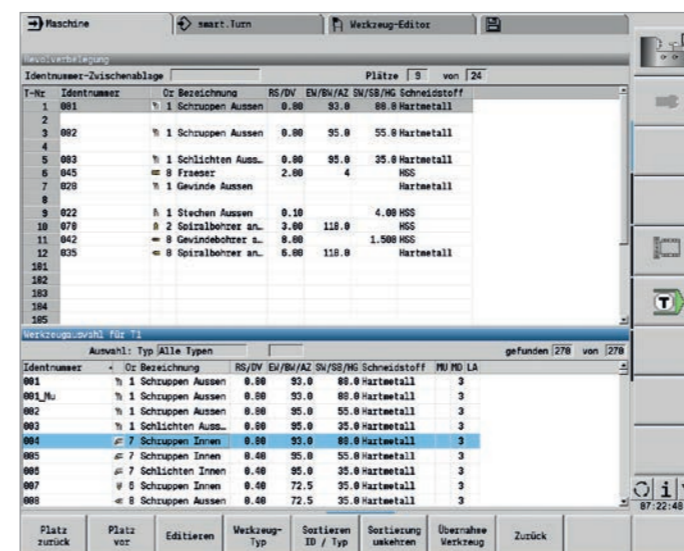 Maschine smart.Turn Werkzeug-Editor
Revolverbelegung
Identnummer-Zwischenablage Plätze 9 von 24
T-Nr Identnummer Or Bezeichnung RS/DV EW/BW/AZ SW/SB/HG Schneidstoff
1 001 1 Schruppen Aussen 0.80 93.0 80.0 Hartmetall
2
3 002 1 Schruppen Aussen 0.80 95.0 55.0 Hartmetall
4
5 003 1 Schlichten Auss… 0.80 95.0 35.0 Hartmetall
6 045 8 Fraeser 2.00 4 HSS
7 020 1 Gewinde Aussen Hartmetall
8
9 022 1 Stechen Aussen 0.10 4.00 HSS
10 070 2 Spiralbohrer an… 3.00 118.0 HSS
11 042 8 Gewindebohrer a… 8.00 1.500 HSS
12 035 8 Spiralbohrer an… 6.00 118.0 Hartmetall
101
102
103
104
105
Werkzeugauswahl für T1
Auswahl: Typ Alle Typen gefunden 270 von 270
Identnummer Or Bezeichnung RS/DV EW/BW/AZ SW/SB/HG Schneidstoff MU MD LA
001 1 Schruppen Aussen 0.80 93.0 80.0 Hartmetall 3
001_Mu 1 Schruppen Aussen 0.80 93.0 80.0 Hartmetall 3
002 1 Schruppen Aussen 0.80 95.0 55.0 Hartmetall 3
003 1 Schlichten Auss… 0.80 95.0 35.0 Hartmetall 3
004 7 Schruppen Innen 0.80 93.0 80.0 Hartmetall 3
005 7 Schruppen Innen 0.40 95.0 55.0 Hartmetall 3
006 7 Schlichten Innen 0.40 95.0 35.0 Hartmetall 3
007 6 Schruppen Innen 0.40 72.5 35.0 Hartmetall 3
008 8 Schruppen Aussen 0.40 72.5 35.0 Hartmetall 3
T
07:22:48
Platz zurück Platz vor Editieren Werkzeug-Typ Sortieren ID / Typ Sortierung umkehren Übernahme Werkzeug Zurück